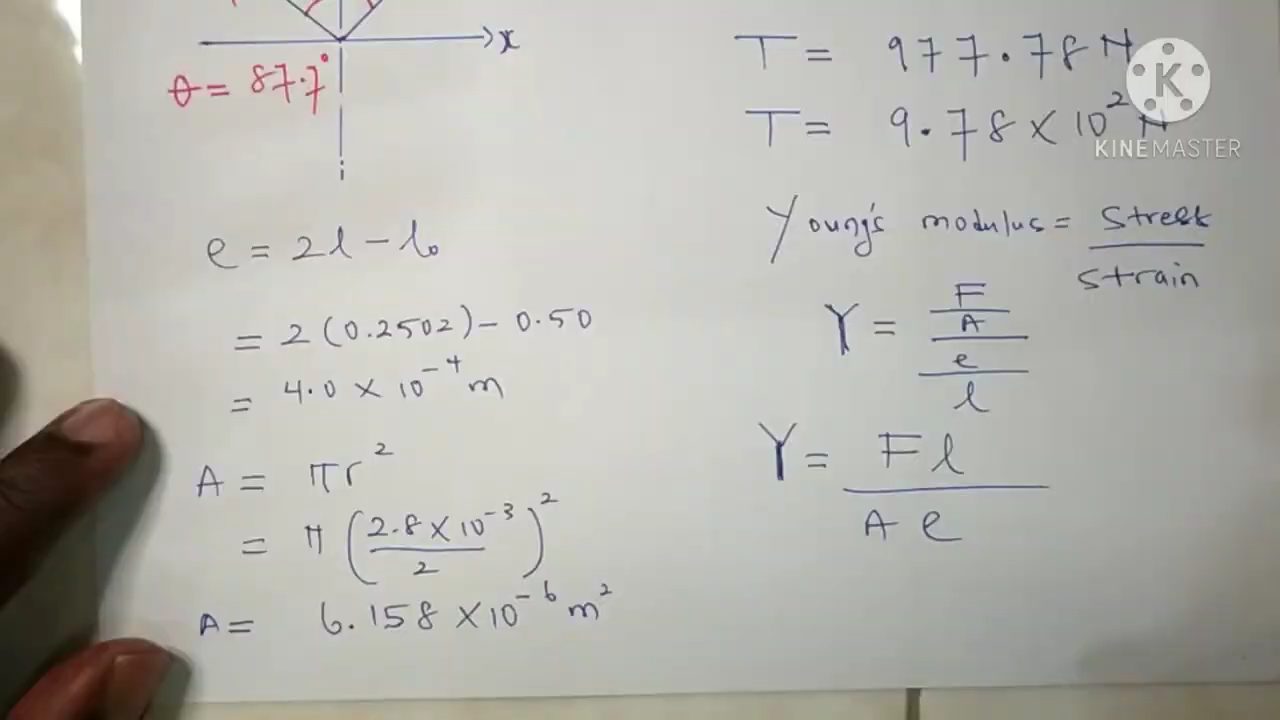 x
θ = 87.7°
e = 2l - l₀
= 2 (0.2502) - 0.50
= 4.0 × 10⁻⁴ m
A = πr²
= π (2.8 × 10⁻³ / 2)²
A = 6.158 × 10⁻⁶ m²
T = 977.78 N
T = 9.78 × 10² N
K
KINEMASTER
Young's modulus = Stress
Strain
Y = F/A / e/l
Y = Fl / Ae